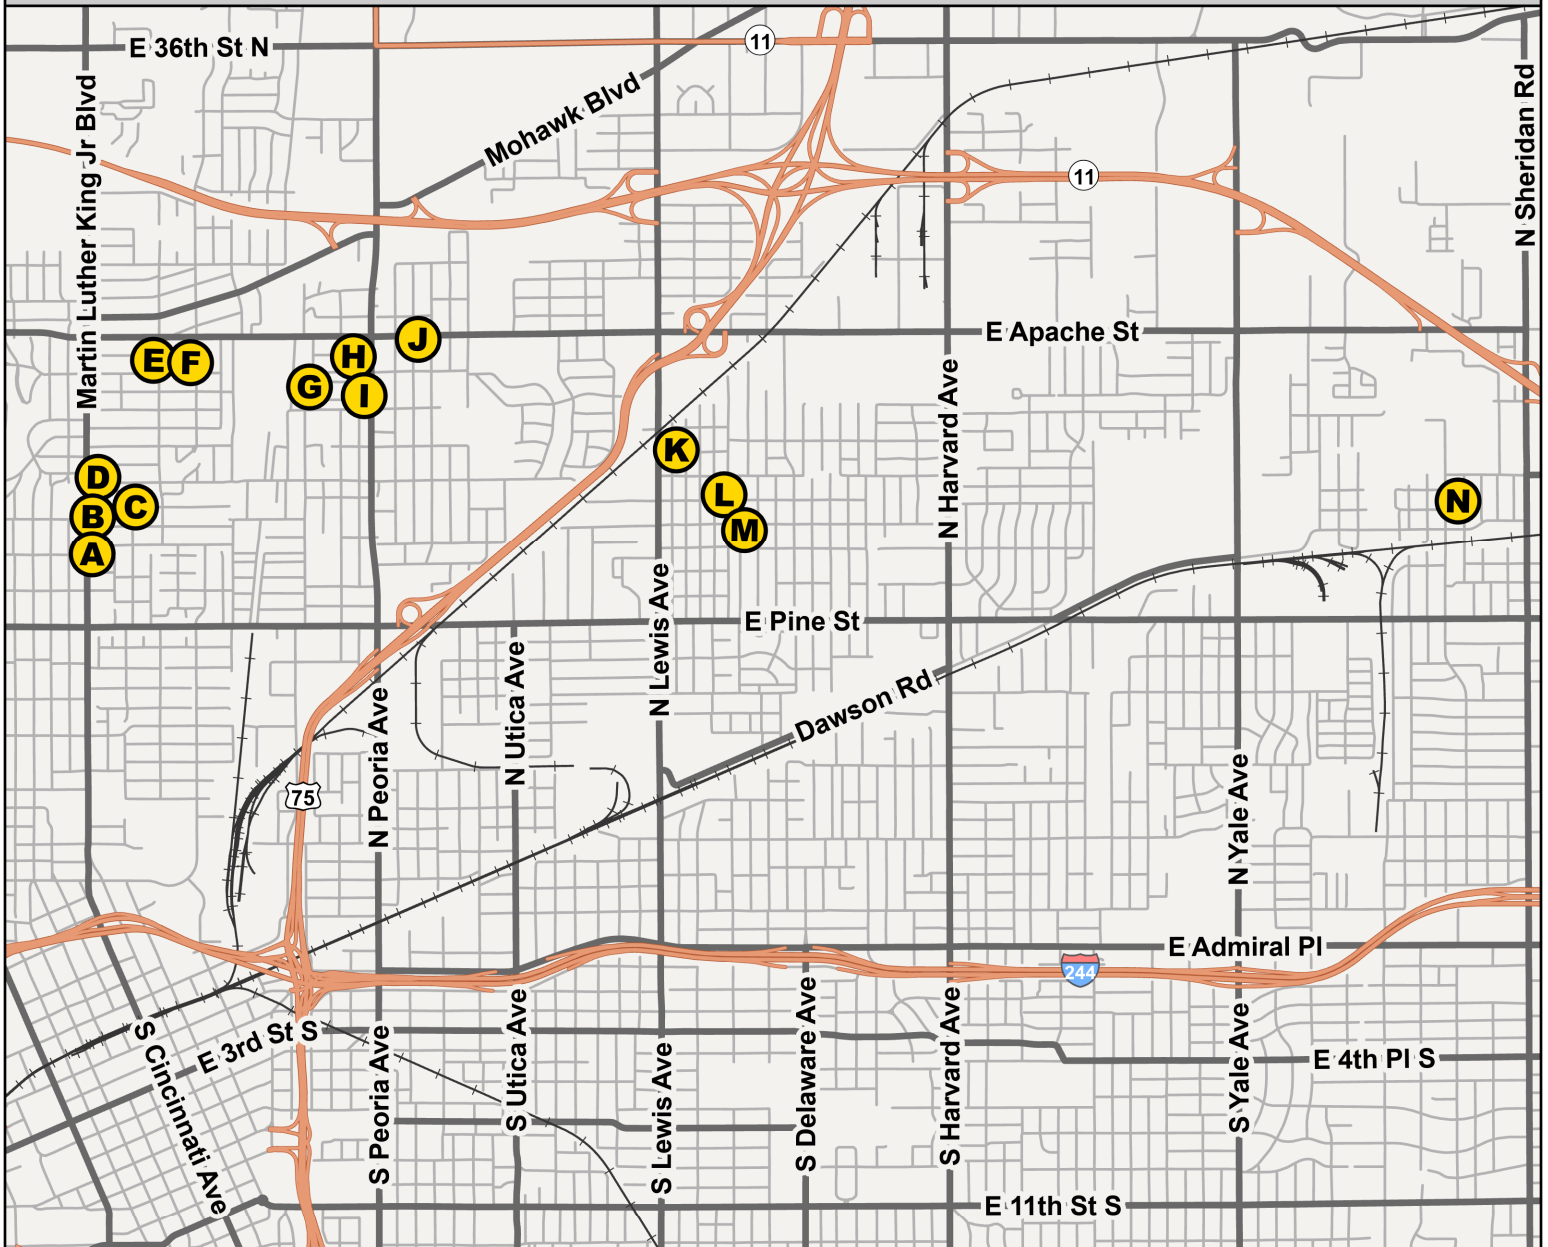 E 36th St N
11
Mohawk Blvd
Martin Luther King Jr Blvd
N Sheridan Rd
11
E Apache St
J
H
E
F
G
I
N Harvard Ave
K
D
C
B
L
N
M
A
E Pine St
N Lewis Ave
N Utica Ave
Dawson Rd
N Peoria Ave
75
N Yale Ave
E Admiral Pl
244
S Cincinnati Ave
E 3rd St S
S Peoria Ave
S Utica Ave
S Lewis Ave
S Delaware Ave
S Harvard Ave
S Yale Ave
E 4th Pl S
E 11th St S